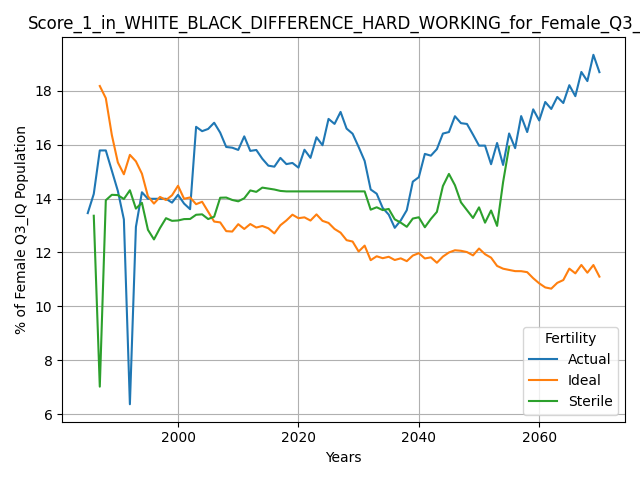 Score_1_in_WHITE_BLACK_DIFFERENCE_HARD_WORKING_for_Female_Q3_
% of Female Q3_IQ Population
18
16
14
12
10
8
6
2000 2020 2040 2060
Years
Fertility
Actual
Ideal
Sterile